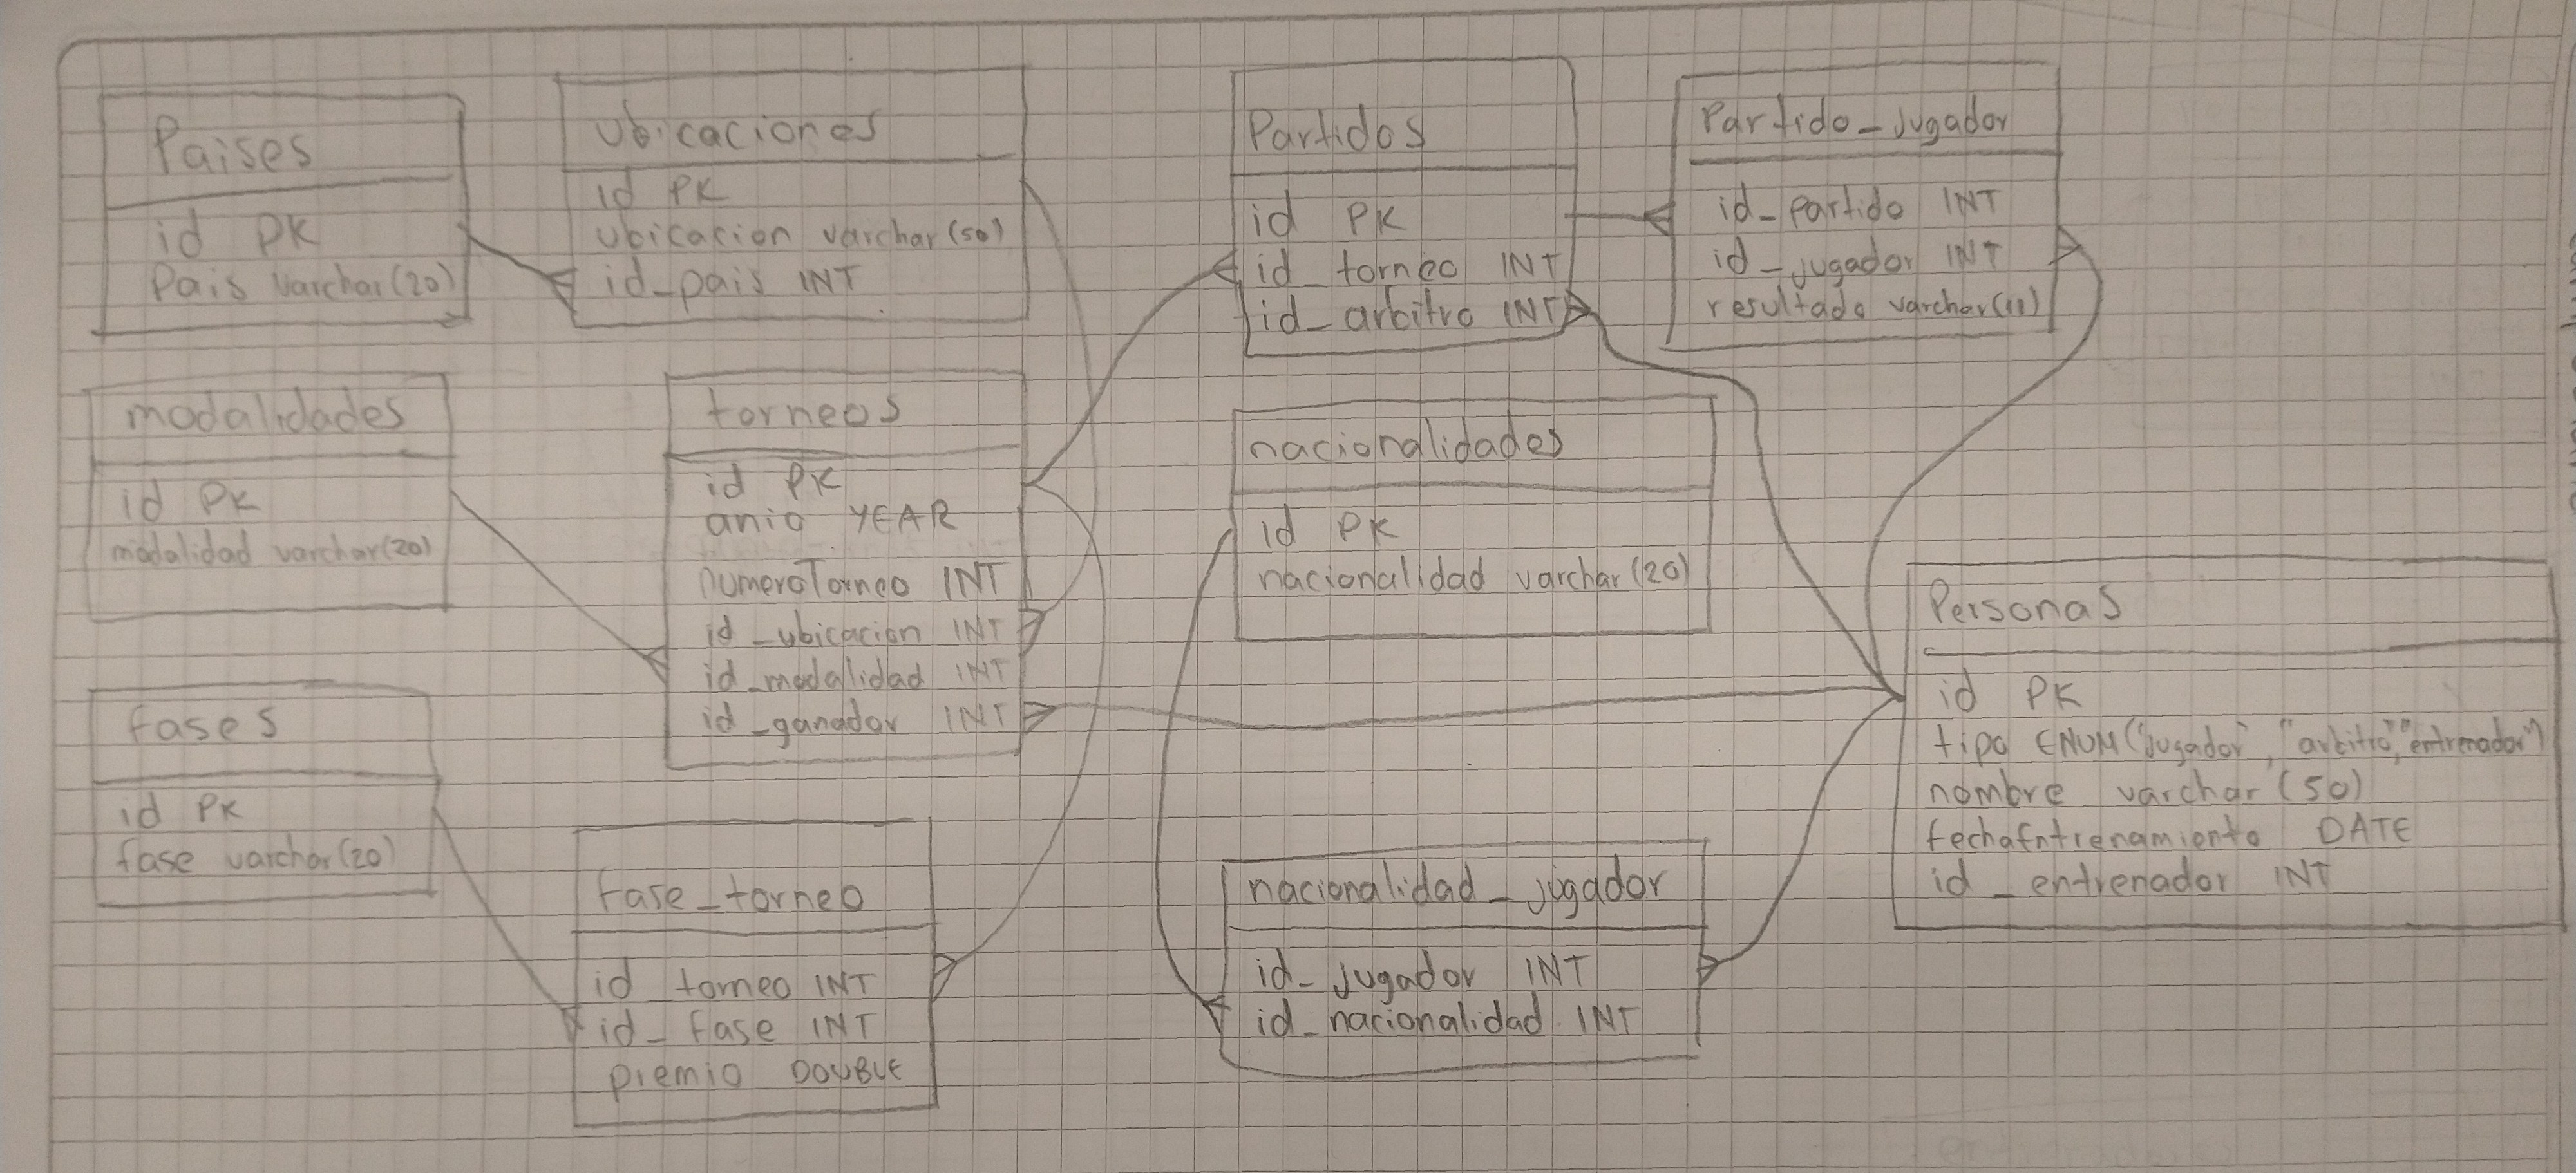 Paises
id PK
Pais varchar(20)
ubicaciones
id PK
ubicacion varchar(50)
id_pais INT
Partidos
id PK
id_torneo INT
id_arbitro INT
Partido_jugador
id_partido INT
id_jugador INT
resultado varchar(11)
modalidades
id PK
modalidad varchar(20)
torneos
id PK
anio YEAR
numeroTorneo INT
id_ubicacion INT
id_modalidad INT
id_ganador INT
nacionalidades
id PK
nacionalidad varchar(20)
Personas
id PK
tipo ENUM("jugador", "arbitro", "entrenador")
nombre varchar(50)
fechaEntrenamiento DATE
id_entrenador INT
fases
id PK
fase varchar(20)
fase_torneo
id_torneo INT
id_fase INT
premio DOUBLE
nacionalidad_jugador
id_jugador INT
id_nacionalidad INT